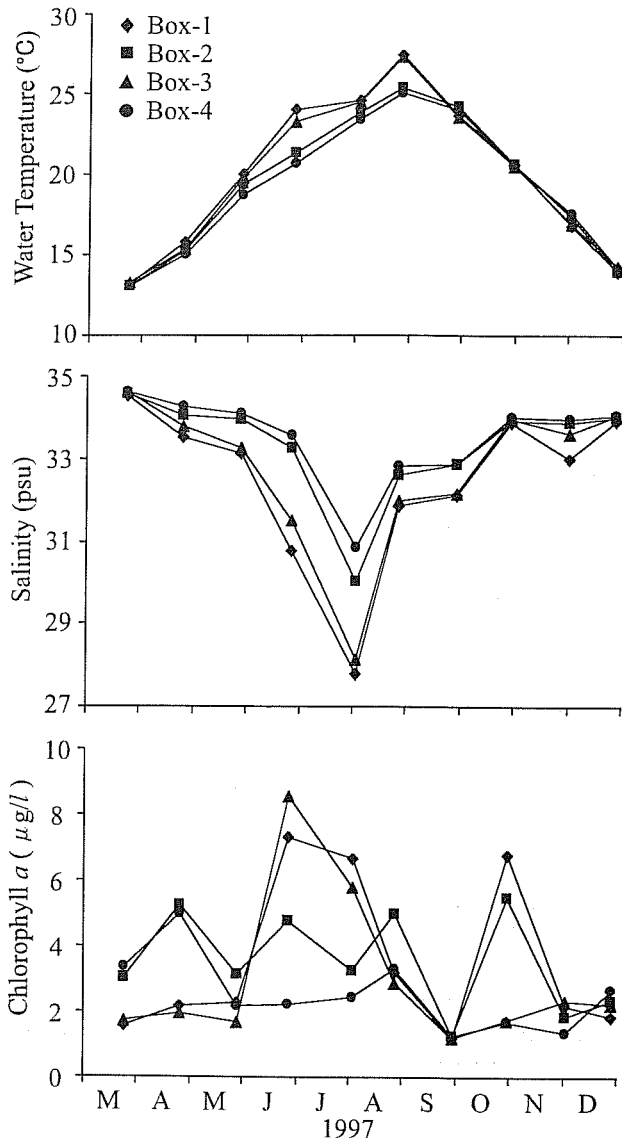 Water Temperature (°C)
30
25
20
15
10
Box-1
Box-2
Box-3
Box-4
Salinity (psu)
35
33
31
29
27
Chlorophyll a ( μg/l )
10
8
6
4
2
0
M A M J J A S O N D
1997